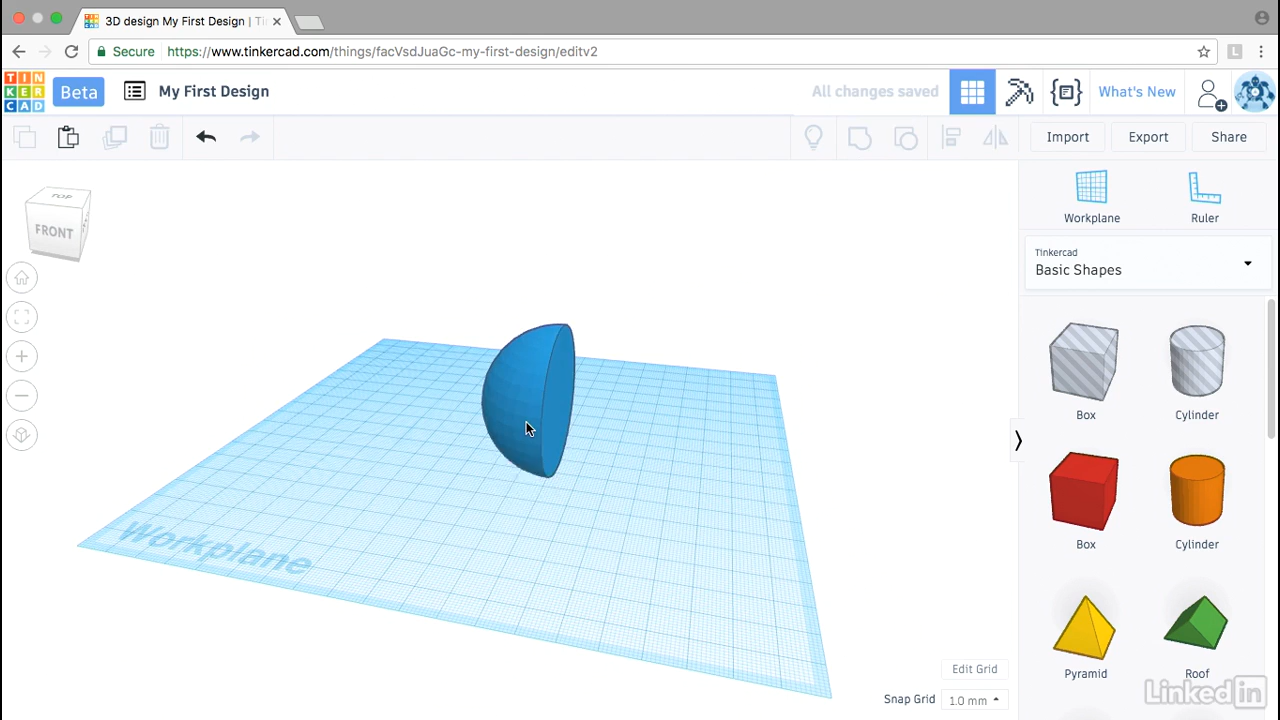 3D design My First Design | Ti
Secure
https://www.tinkercad.com/things/facVsdJuaGc-my-first-design/editv2
L
TIN
KER
CAD
Beta
My First Design
All changes saved
What's New
Import
Export
Share
TOP
FRONT
Workplane
Ruler
Tinkercad
Basic Shapes
Box
Cylinder
Box
Cylinder
Pyramid
Roof
Workplane
Edit Grid
Snap Grid
1.0 mm
Linked in